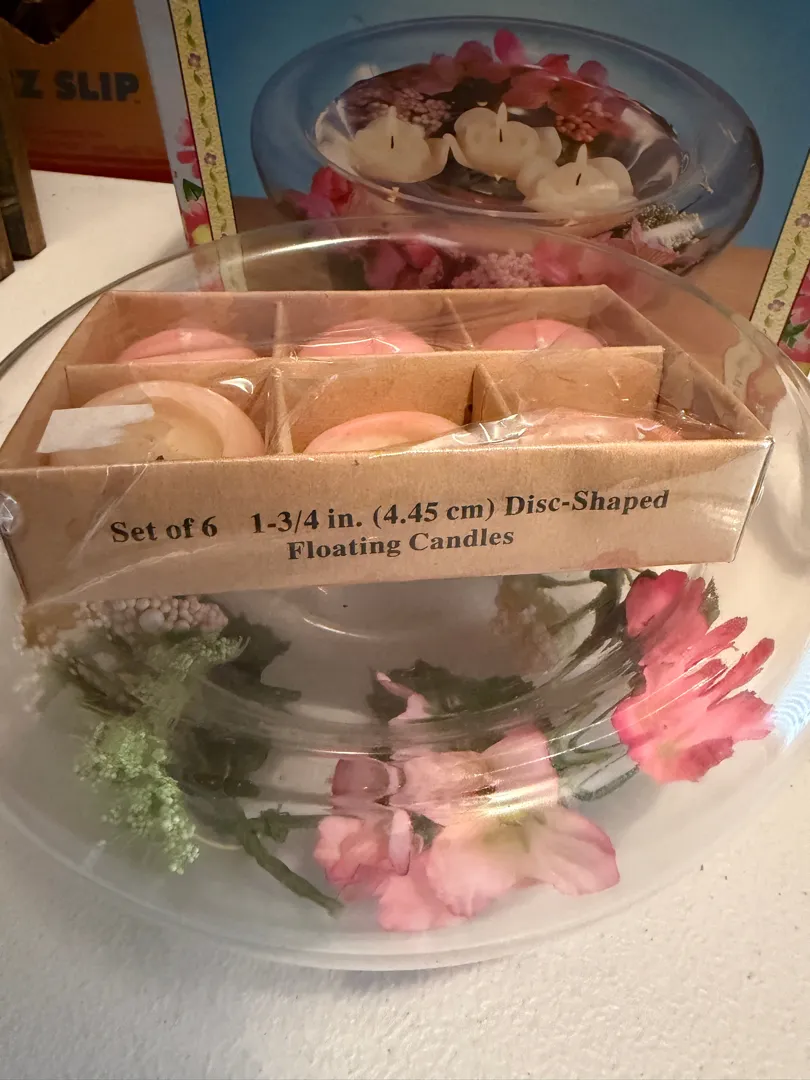 Z SLIP
Set of 6 1-3/4 in. (4.45 cm) Disc-Shaped
Floating Candles